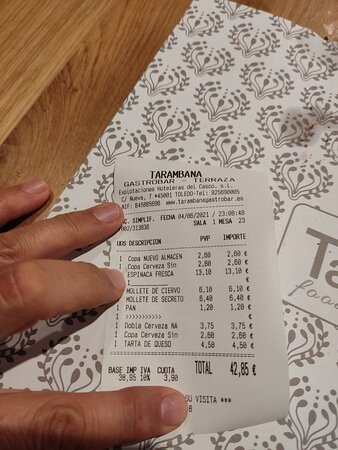 TARAMBANA
GASTROBAR - TERRAZA
Explotaciones Hoteleras del Casco, s.L.
C/ Nueva, 7 45001 TOLEDO-Tel:
NIF: B45805890 www.tarambanagastrobar.es
C. SIMPLIF. FECHA 04/08/2021 / 23:00:48
002/313838 SALA 1 MESA 23
UDS DESCRIPCION PVP IMPORTE
1 Copa NUEVO ALMACEN 2,60 2,60 €
1 Copa Cerveza Sin 2,60 2,60 €
1 ESPINACA FRESCA 13,10 13,10 €
1
1 MOLLETE DE CIERVO 6,10 6,10 €
1 MOLLETE DE SECRETO 6,40 6,40 €
1 PAN 1,20 1,20 €
1 >>>>>>>>>>>
1 Doble Cerveza NA 3,75 3,75 €
1 Copa Cerveza Sin 2,60 2,60 €
1 TARTA DE QUESO 4,50 4,50 €
BASE IMP IVA CUOTA TOTAL 42,85 €
38,95 10% 3,90
SU VISITA ***
Ta